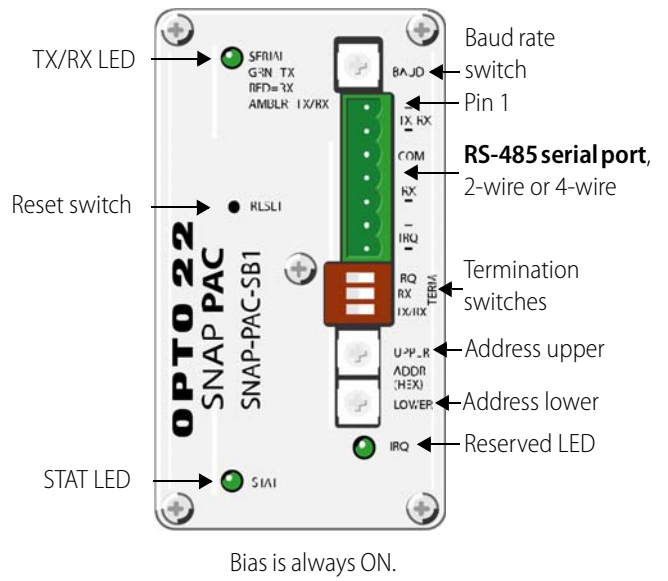 TX/RX LED
SERIAL
GRN TX
RED=RX
AMBER TX/RX
BAUD
Baud rate
switch
Pin 1
TX RX
COM
RS-485 serial port,
2-wire or 4-wire
RX
Reset switch
RESET
IRQ
OPTO 22
SNAP PAC
SNAP-PAC-SB1
RX
TX/RX
TERM
Termination
switches
UPPER
Address upper
ADDR
(HEX)
LOWER
Address lower
IRQ
Reserved LED
STAT LED
STAT
Bias is always ON.